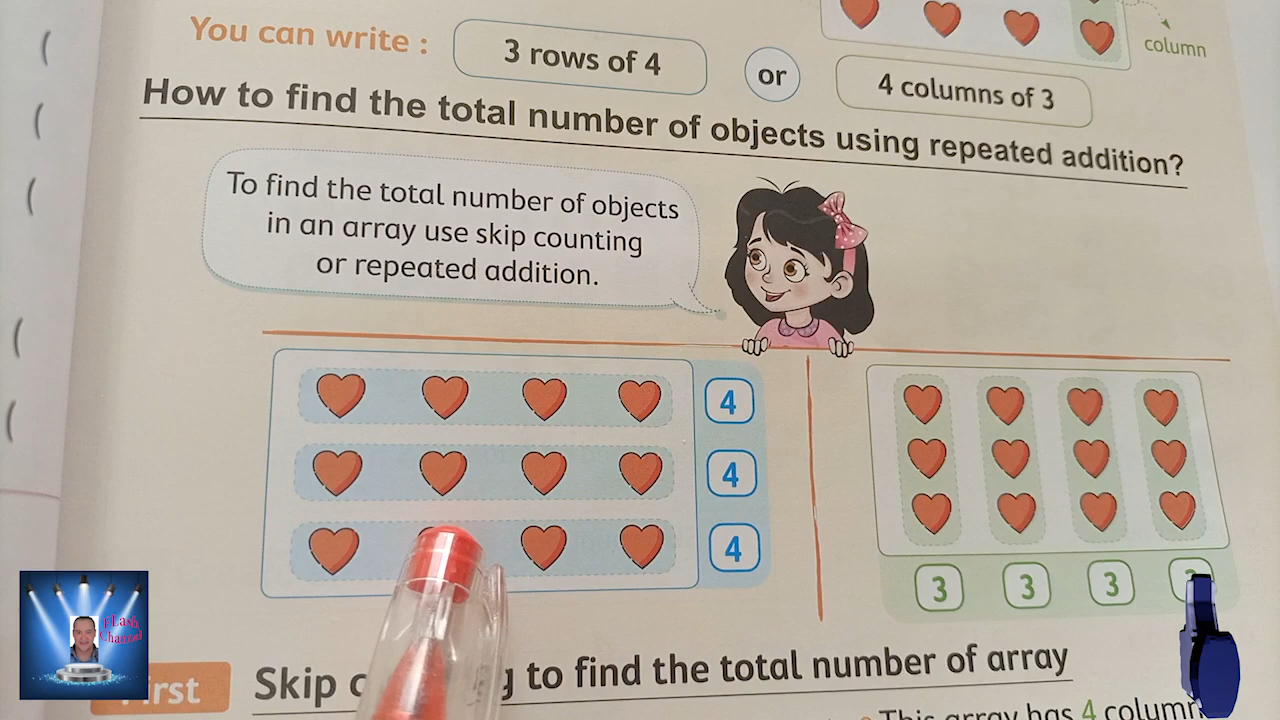 You can write :
3 rows of 4
or
4 columns of 3
column
How to find the total number of objects using repeated addition?
To find the total number of objects
in an array use skip counting
or repeated addition.
4
4
4
3
3
3
FLash
Channel
Skip
to find the total number of array
This array has 4